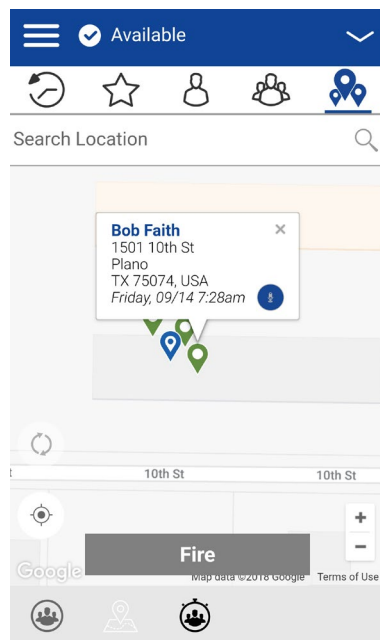 Available
Search Location
Bob Faith
1501 10th St
Plano
TX 75074, USA
Friday, 09/14 7:28am
10th St
10th St
Fire
Google
Map data ©2018 Google
Terms of Use